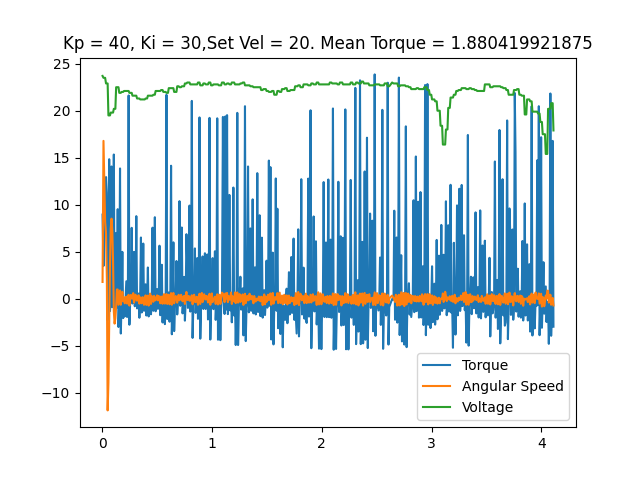 Kp = 40, Ki = 30,Set Vel = 20. Mean Torque = 1.880419921875
25
20
15
10
5
0
−5
−10
0 1 2 3 4
Torque
Angular Speed
Voltage